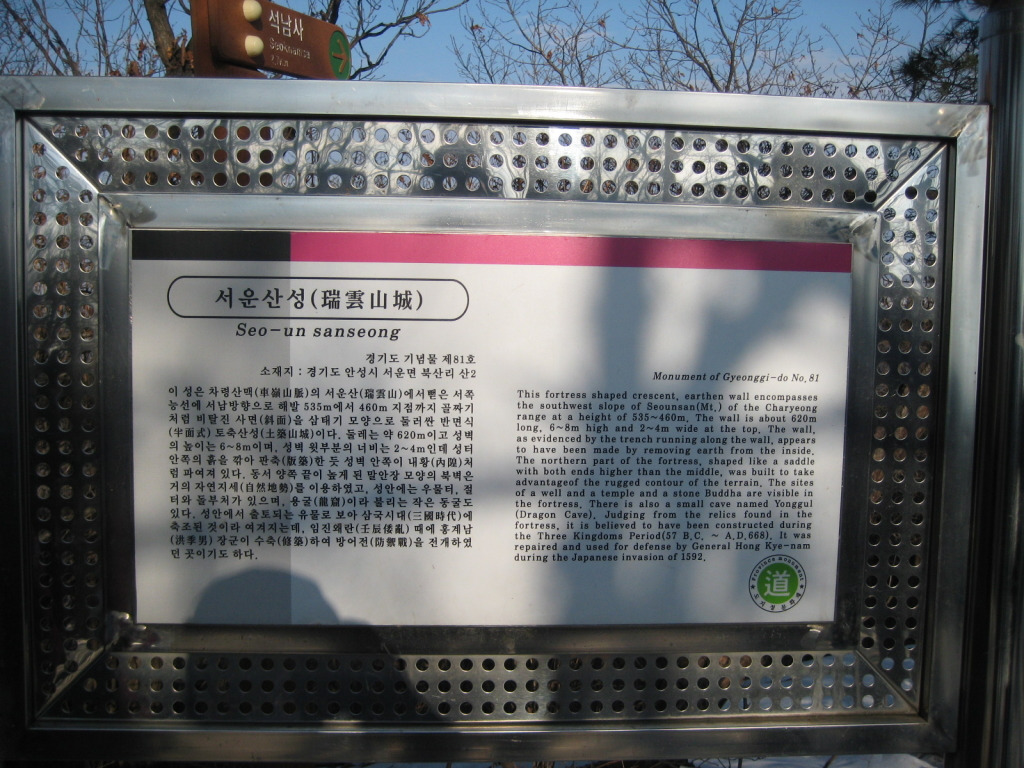 석남사
Seoknamsa
서운산성(瑞雲山城)
Seo-un sanseong
경기도 기념물 제81호
소재지 : 경기도 안성시 서운면 북산리 산2
이 성은 차령산맥(車嶺山脈)의 서운산(瑞雲山)에서 뻗은 서쪽
능선에 서남방향으로 해발 535m에서 460m 지점까지 골짜기
처럼 비탈진 사면(斜面)을 삼태기 모양으로 둘러싼 반면식
(半面式) 토축산성(土築山城)이다. 둘레는 약 620m이고 성벽
의 높이는 6~8m이며, 성벽 윗부분의 너비는 2~4m인데 성터
안쪽의 흙을 깎아 판축(版築)한 듯 성벽 안쪽이 내황(內隍)처
럼 파여져 있다. 동서 양쪽 끝이 높게 된 말안장 모양의 북벽은
거의 자연지세(自然地勢)를 이용하였고, 성안에는 우물터, 절
터와 돌부처가 있으며, 용굴(龍窟)이라 불리는 작은 동굴도
있다. 성안에서 출토되는 유물로 보아 삼국시대(三國時代)에
축조된 것이라 여겨지는데, 임진왜란(壬辰倭亂) 때에 홍계남
(洪季男) 장군이 수축(修築)하여 방어전(防禦戰)을 전개하였
던 곳이기도 하다.
Monument of Gyeonggi-do No.81
This fortress shaped crescent, earthen wall encompasses
the southwest slope of Seounsan(Mt.) of the Charyeong
range at a height of 535~460m. The wall is about 620m
long, 6~8m high and 2~4m wide at the top. The wall,
as evidenced by the trench running along the wall, appears
to have been made by removing earth from the inside.
The northern part of the fortress, shaped like a saddle
with both ends higher than the middle, was built to take
advantageof the rugged contour of the terrain. The sites
of a well and a temple and a stone Buddha are visible in
the fortress. There is also a small cave named Yonggul
(Dragon Cave). Judging from the relics found in the
fortress, it is believed to have been constructed during
the Three Kingdoms Period(57 B.C. ~ A.D.668). It was
repaired and used for defense by General Hong Kye-nam
during the Japanese invasion of 1592.
道